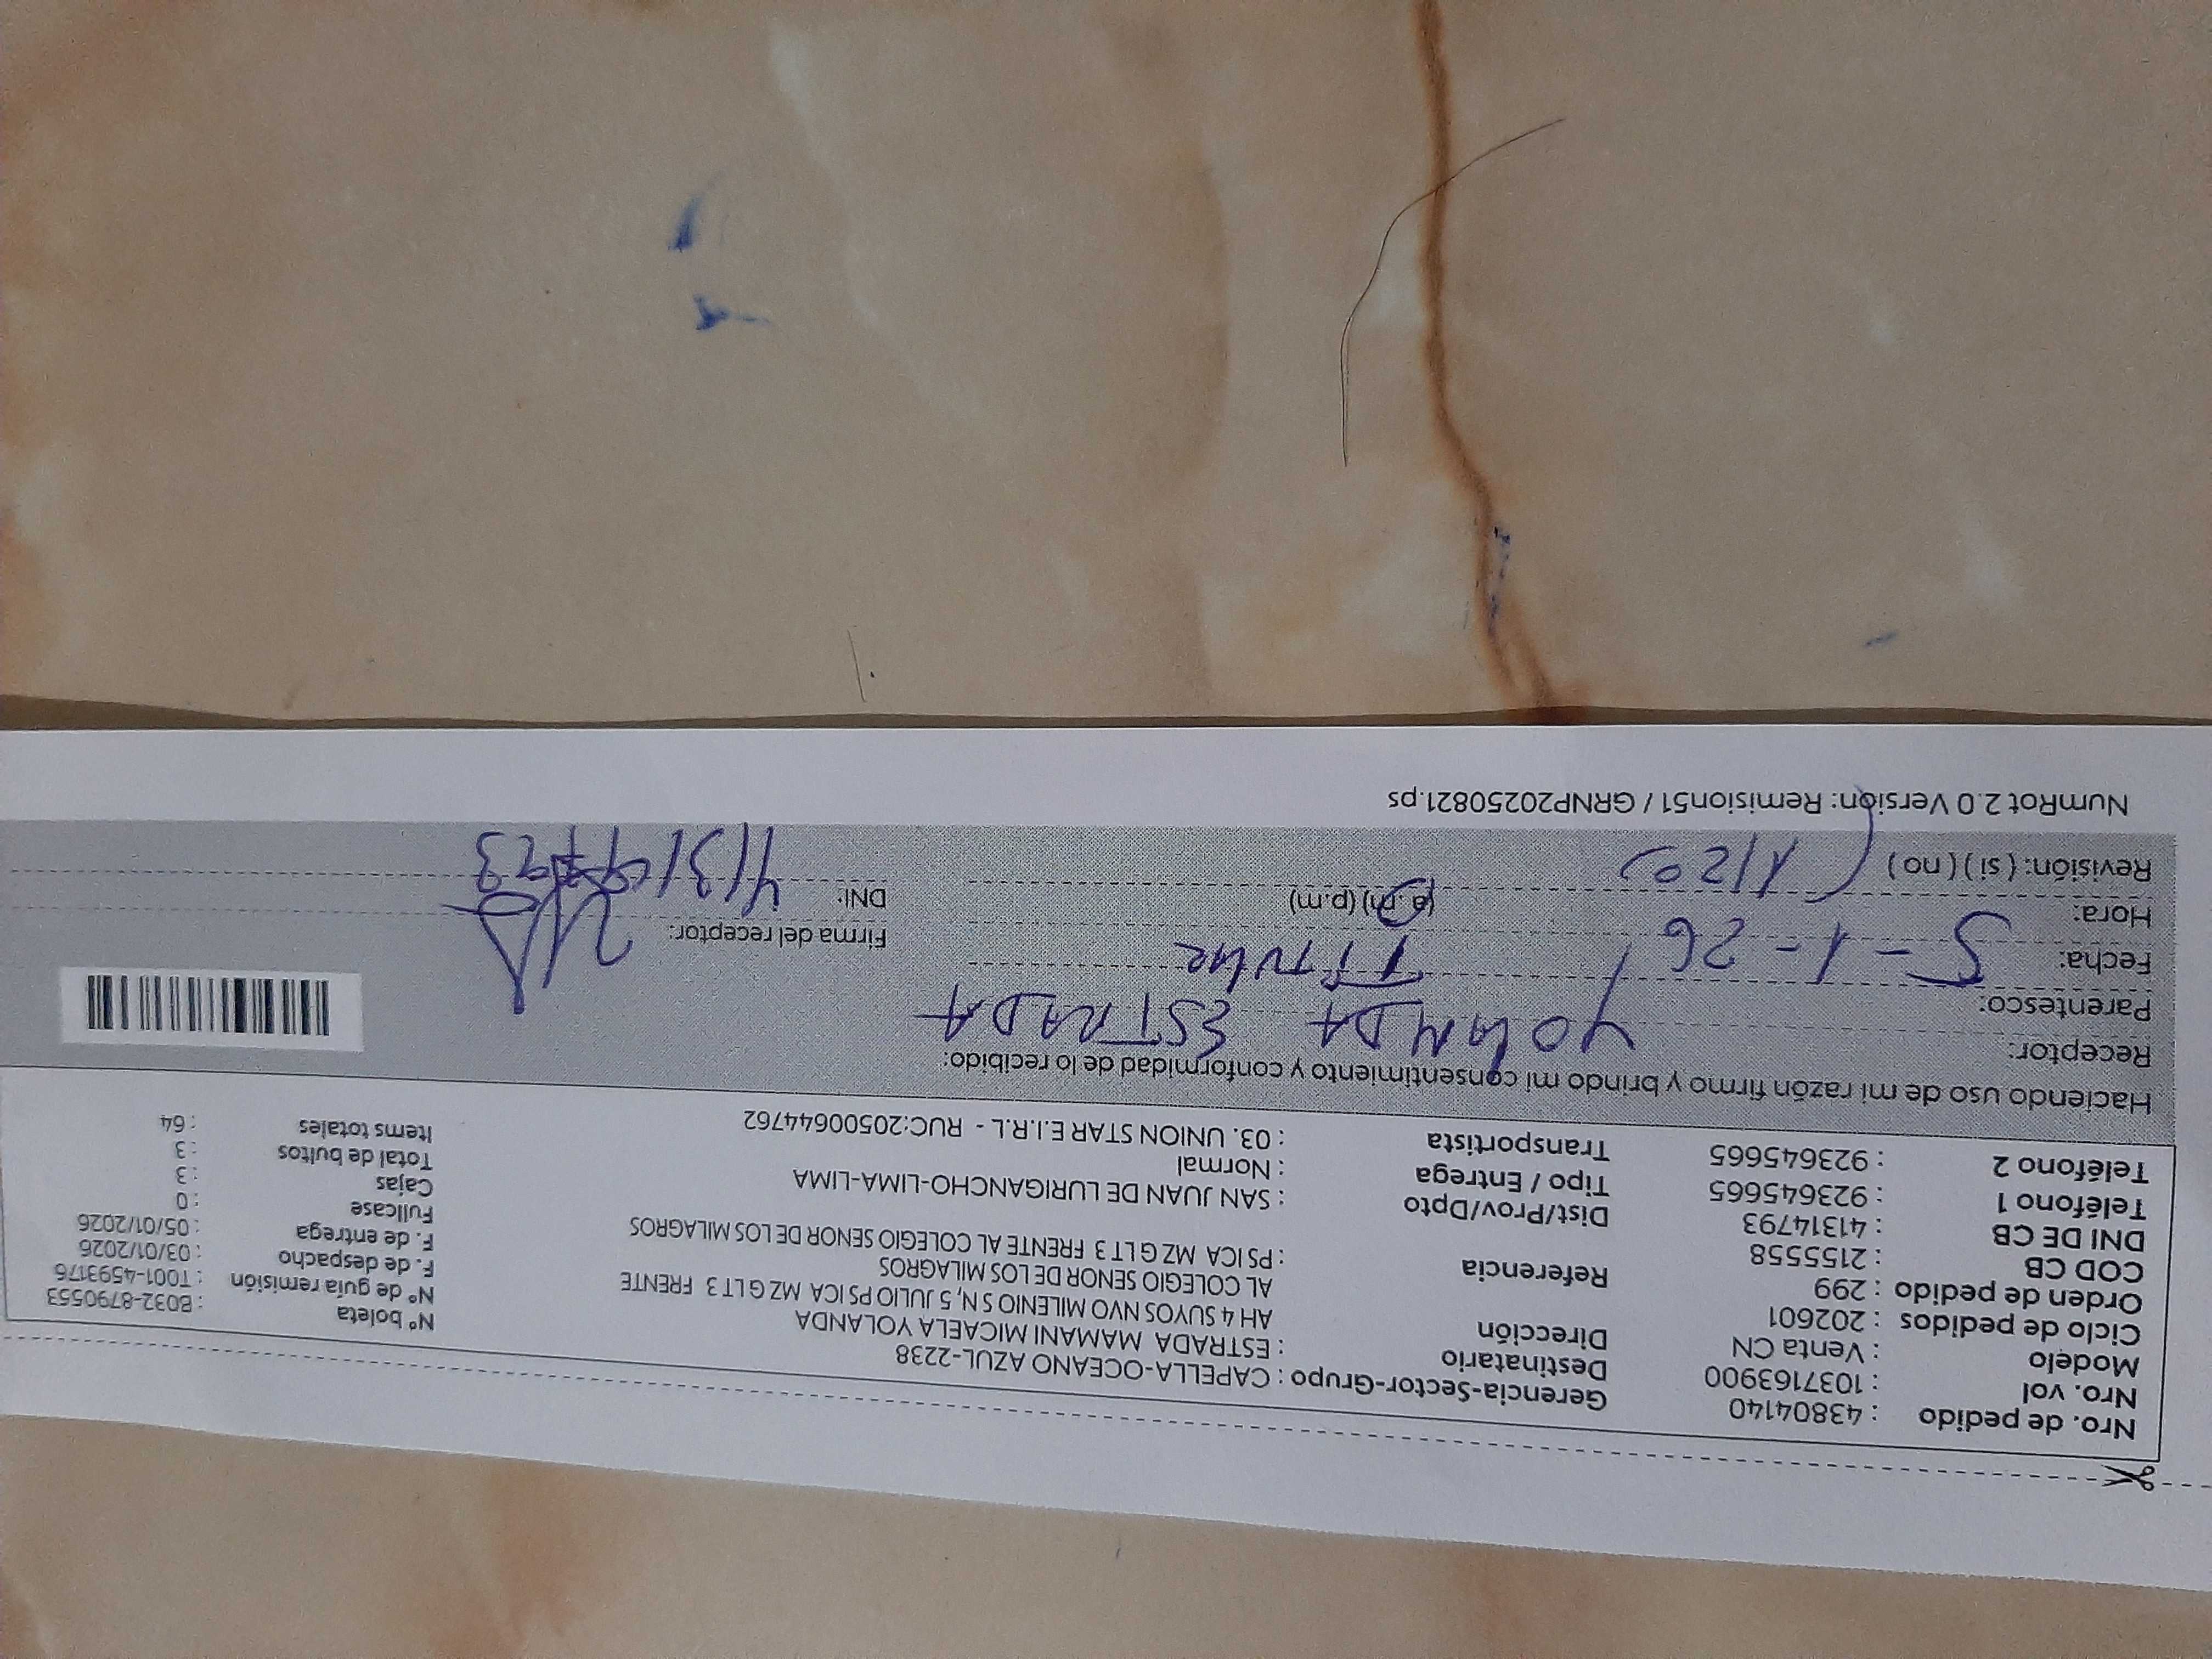 Nro. de pedido : 43804140
Nro. vol : 1037163900
Modelo : Venta CN
Ciclo de pedidos : 202601
Orden de pedido : 299
COD CB : 2155558
DNI DE CB : 41314793
Teléfono 1 : 923645665
Teléfono 2 : 923645665
Gerencia-Sector-Grupo : CAPELLA-OCEANO AZUL-2238
Destinatario : ESTRADA MAMANI MICAELA YOLANDA
Dirección AH 4 SUYOS NVO MILENIO S N, 5 JULIO PS ICA MZ G LT 3 FRENTE
AL COLEGIO SENOR DE LOS MILAGROS
Referencia : PS ICA MZ G LT 3 FRENTE AL COLEGIO SENOR DE LOS MILAGROS
Dist/Prov/Dpto : SAN JUAN DE LURIGANCHO-LIMA-LIMA
Tipo / Entrega : Normal
Transportista : 03. UNION STAR E.I.R.L - RUC:20500644762
N° boleta : B032-8790553
N° de guía remisión : T001-4593176
F. de despacho : 03/01/2026
F. de entrega : 05/01/2026
Fullcase : 0
Cajas : 3
Total de bultos : 3
Items totales : 64
Haciendo uso de mi razón firmo y brindo mi consentimiento y conformidad de lo recibido:
Receptor: YOLANDA ESTRADA
Parentesco: TITULAR
Fecha: 5-1-26
Hora: 1120 (a.m) (p.m)
Revisión: ( si ) ( no )
Firma del receptor:
DNI: 41314793
NumRot 2.0 Versión: Remision51 / GRNP20250821.ps